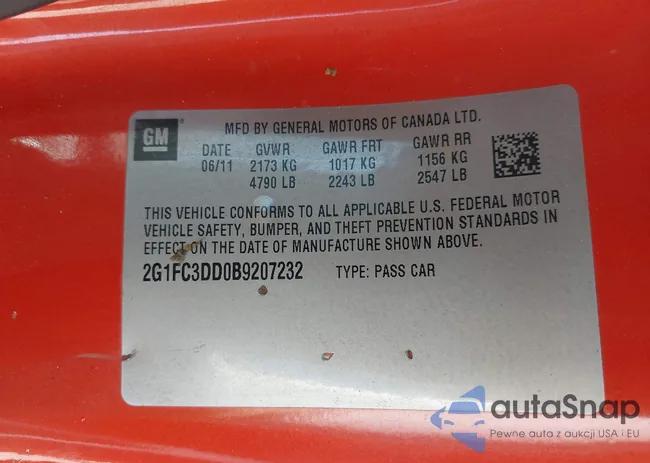 GM
MFD BY GENERAL MOTORS OF CANADA LTD.
DATE GVWR GAWR FRT GAWR RR
06/11 2173 KG 1017 KG 1156 KG
4790 LB 2243 LB 2547 LB
THIS VEHICLE CONFORMS TO ALL APPLICABLE U.S. FEDERAL MOTOR
VEHICLE SAFETY, BUMPER, AND THEFT PREVENTION STANDARDS IN
EFFECT ON THE DATE OF MANUFACTURE SHOWN ABOVE.
2G1FC3DD0B9207232 TYPE: PASS CAR
autaSnap
Pewne auta z aukcji USA i EU